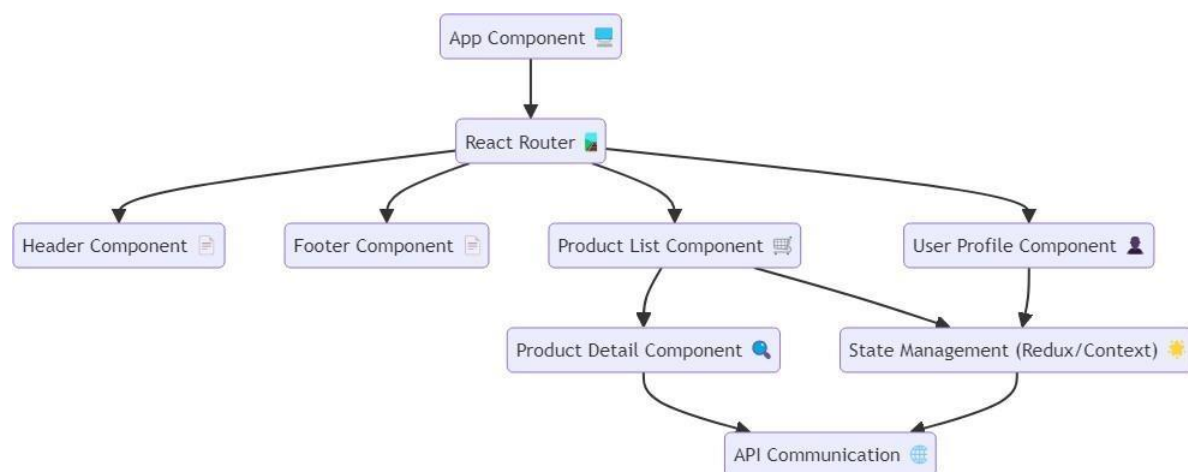 App Component
React Router
Header Component
Footer Component
Product List Component
User Profile Component
Product Detail Component
State Management (Redux/Context)
API Communication